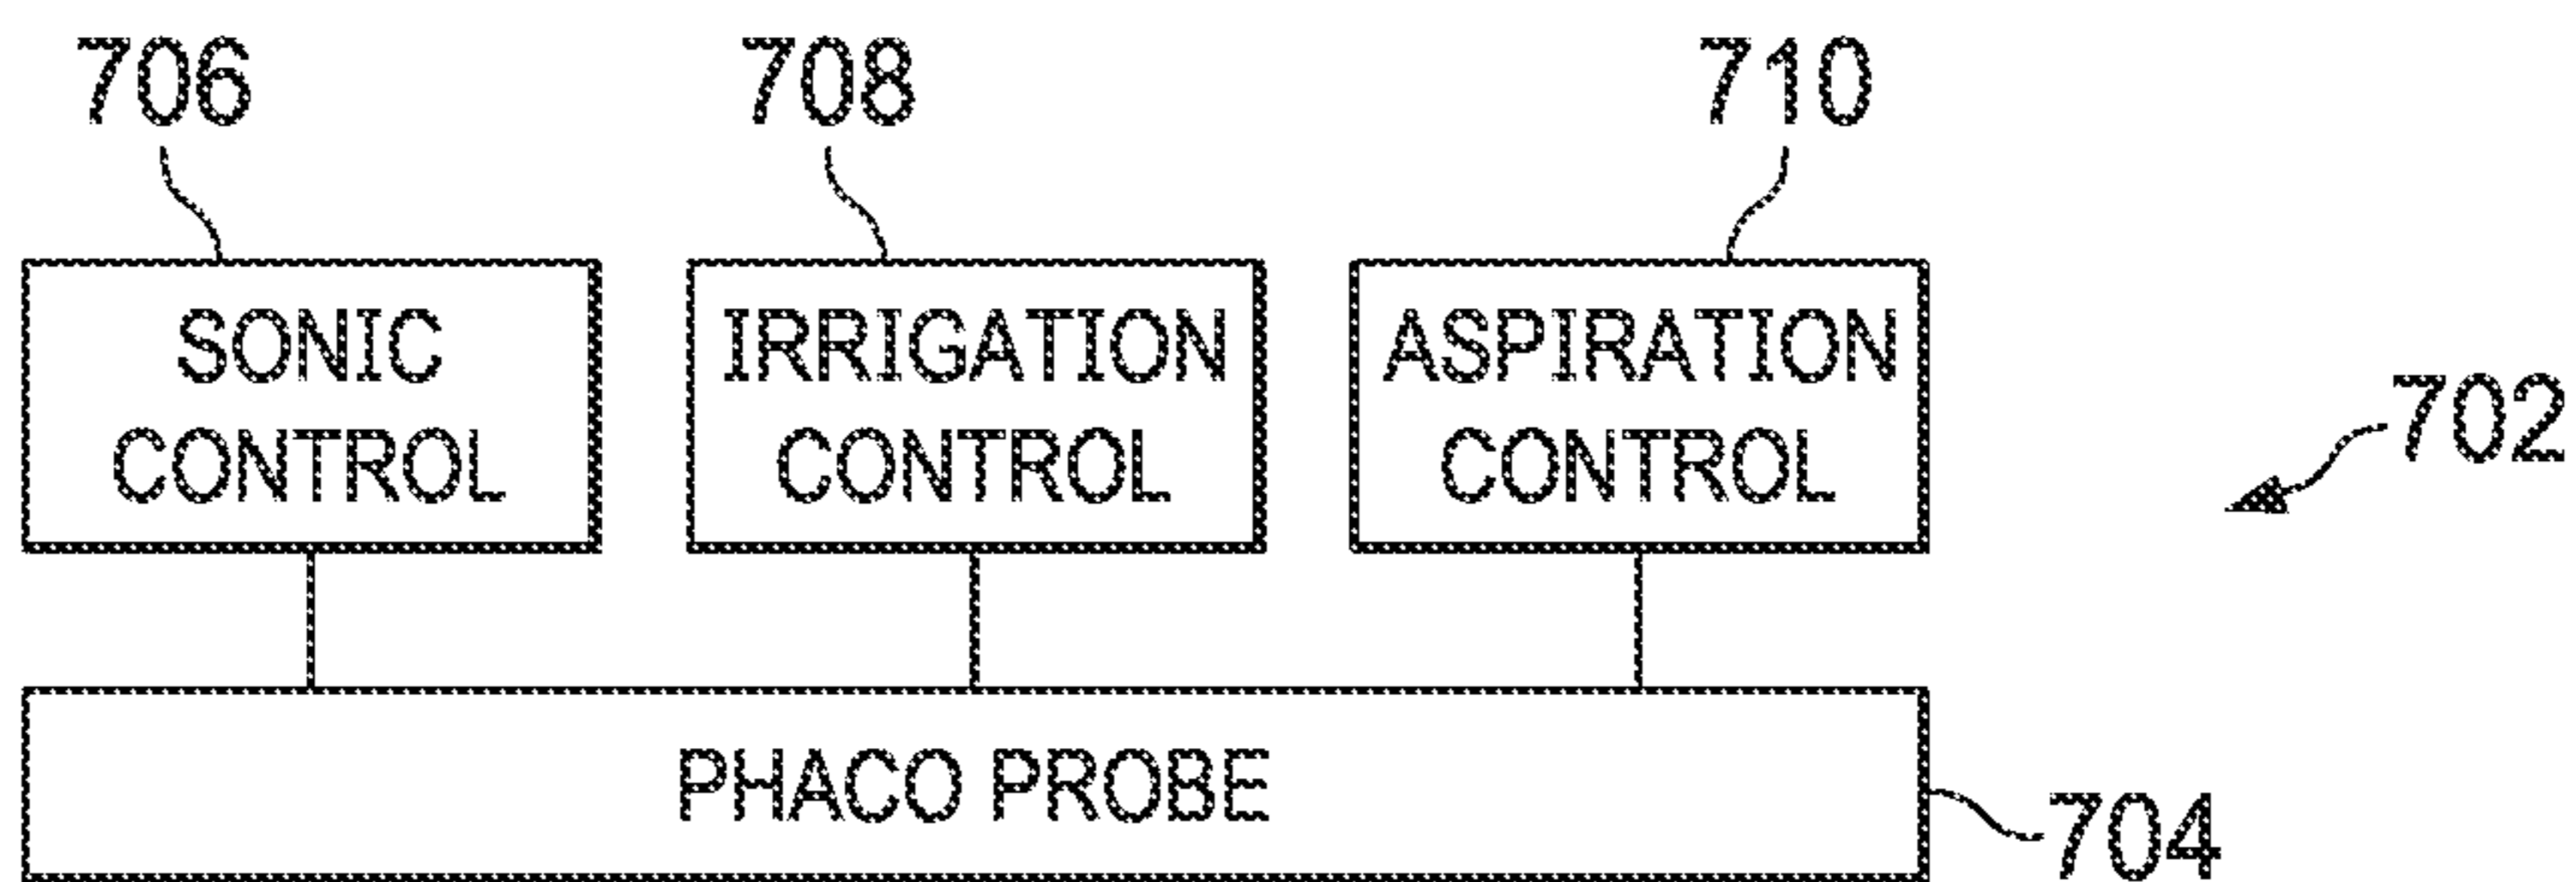 706
708
710
SONIC
CONTROL
IRRIGATION
CONTROL
ASPIRATION
CONTROL
702
PHACO PROBE
704